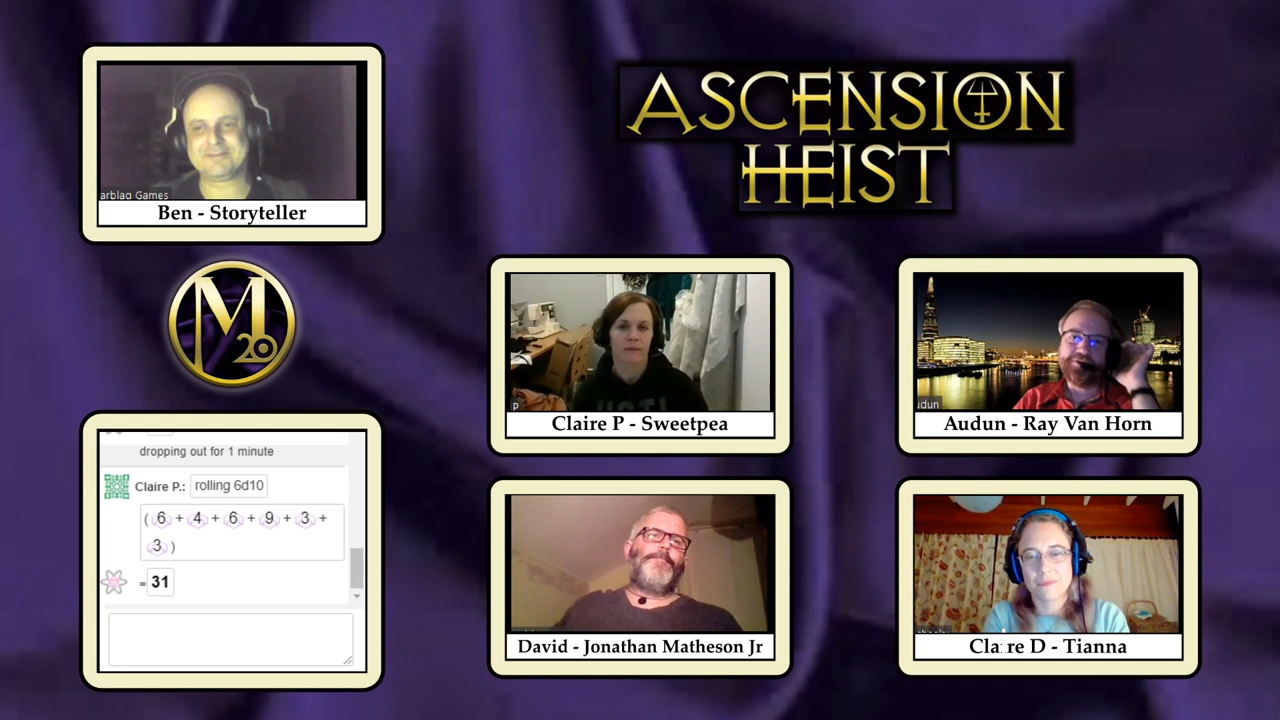 ASCENSION
HEIST
arblag Games
Ben - Storyteller
M
20
P
Claire P - Sweetpea
udun
Audun - Ray Van Horn
dropping out for 1 minute
Claire P.: rolling 6d10
(6 + 4 + 6 + 9 + 3 +
3)
= 31
David - Jonathan Matheson Jr
Claire D - Tianna